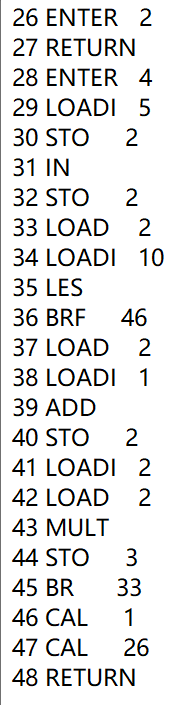 26 ENTER 2
27 RETURN
28 ENTER 4
29 LOADI 5
30 STO 2
31 IN
32 STO 2
33 LOAD 2
34 LOADI 10
35 LES
36 BRF 46
37 LOAD 2
38 LOADI 1
39 ADD
40 STO 2
41 LOADI 2
42 LOAD 2
43 MULT
44 STO 3
45 BR 33
46 CAL 1
47 CAL 26
48 RETURN